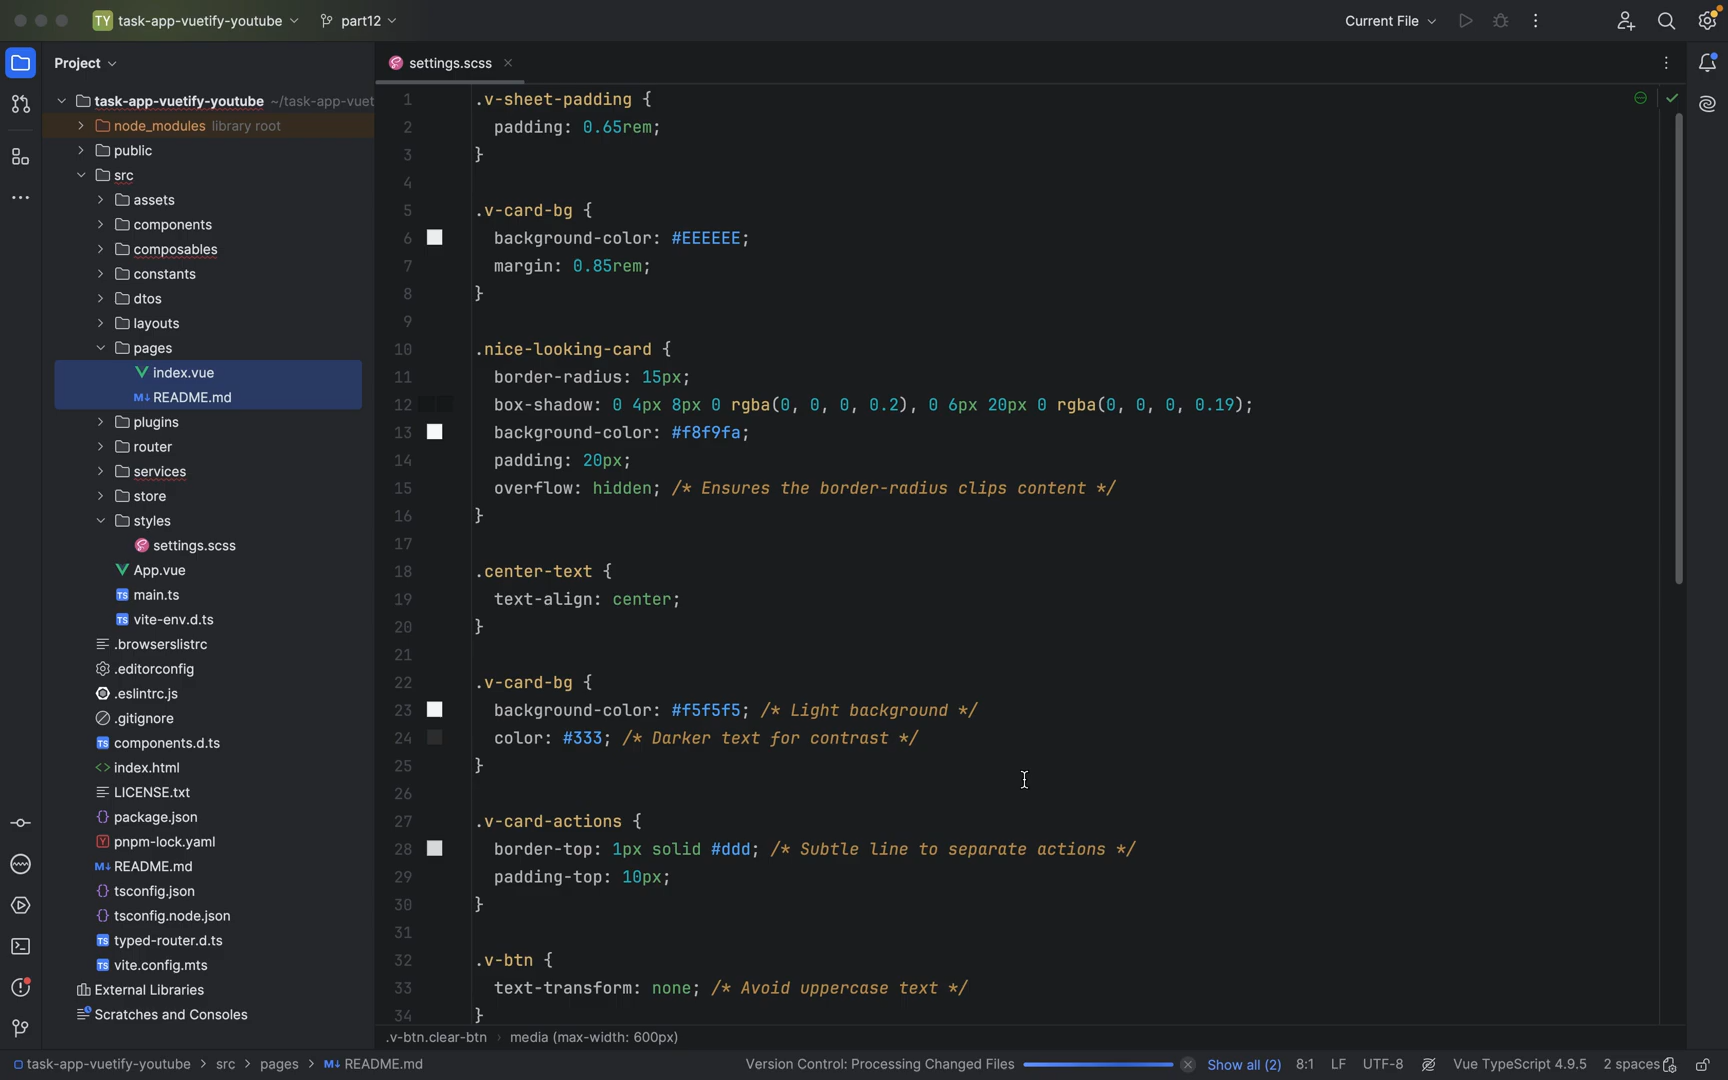 TY task-app-vuetify-youtube part12 Current File
Project
settings.scss
task-app-vuetify-youtube ~/task-app-vuet
node_modules library root
public
src
assets
components
composables
constants
dtos
layouts
pages
index.vue
M↓ README.md
plugins
router
services
store
styles
settings.scss
App.vue
TS main.ts
TS vite-env.d.ts
.browserslistrc
.editorconfig
.eslintrc.js
.gitignore
TS components.d.ts
<> index.html
LICENSE.txt
{} package.json
Y pnpm-lock.yaml
M↓ README.md
{} tsconfig.json
{} tsconfig.node.json
TS typed-router.d.ts
TS vite.config.mts
External Libraries
Scratches and Consoles
1 .v-sheet-padding {
2 padding: 0.65rem;
3 }
4
5 .v-card-bg {
6 background-color: #EEEEEE;
7 margin: 0.85rem;
8 }
9
10 .nice-looking-card {
11 border-radius: 15px;
12 box-shadow: 0 4px 8px 0 rgba(0, 0, 0, 0.2), 0 6px 20px 0 rgba(0, 0, 0, 0.19);
13 background-color: #f8f9fa;
14 padding: 20px;
15 overflow: hidden; /* Ensures the border-radius clips content */
16 }
17
18 .center-text {
19 text-align: center;
20 }
21
22 .v-card-bg {
23 background-color: #f5f5f5; /* Light background */
24 color: #333; /* Darker text for contrast */
25 }
26
27 .v-card-actions {
28 border-top: 1px solid #ddd; /* Subtle line to separate actions */
29 padding-top: 10px;
30 }
31
32 .v-btn {
33 text-transform: none; /* Avoid uppercase text */
34 }
.v-btn.clear-btn › media (max-width: 600px)
task-app-vuetify-youtube › src › pages › M↓ README.md Version Control: Processing Changed Files Show all (2) 8:1 LF UTF-8 Vue TypeScript 4.9.5 2 spaces